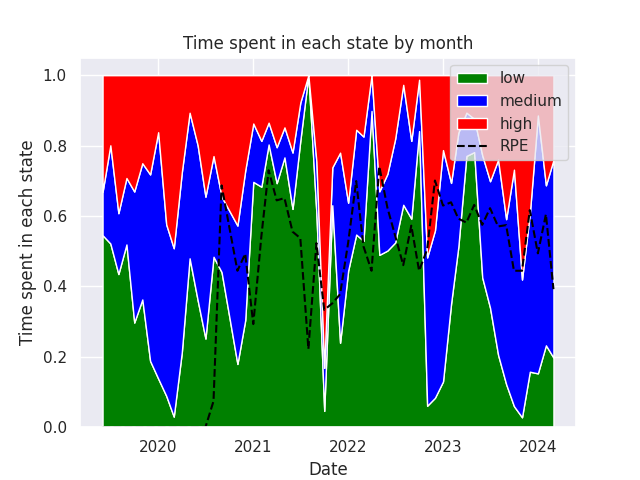 Time spent in each state by month
Time spent in each state
1.0
0.8
0.6
0.4
0.2
0.0
low
medium
high
RPE
2020 2021 2022 2023 2024
Date